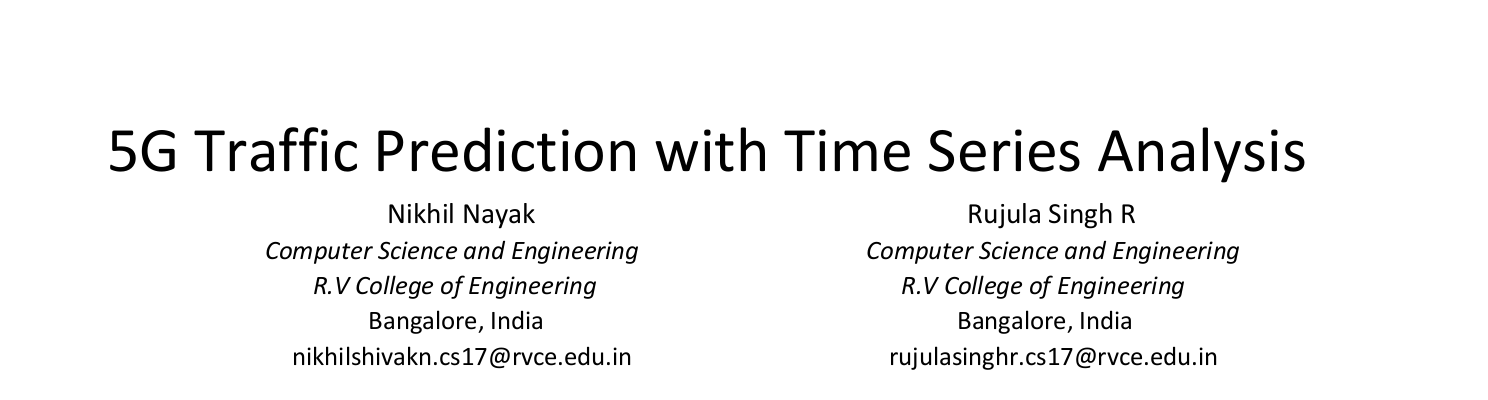 5G Traffic Prediction with Time Series Analysis
Nikhil Nayak
Computer Science and Engineering
R.V College of Engineering
Bangalore, India
nikhilshivakn.cs17@rvce.edu.in
Rujula Singh R
Computer Science and Engineering
R.V College of Engineering
Bangalore, India
rujulasinghr.cs17@rvce.edu.in